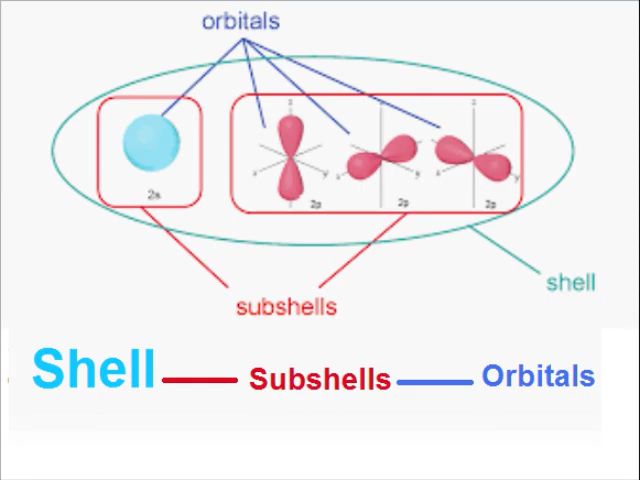 orbitals
z
z
x
y
x
y
x
y
2s
2p
2p
2p
shell
subshells
Shell Subshells Orbitals